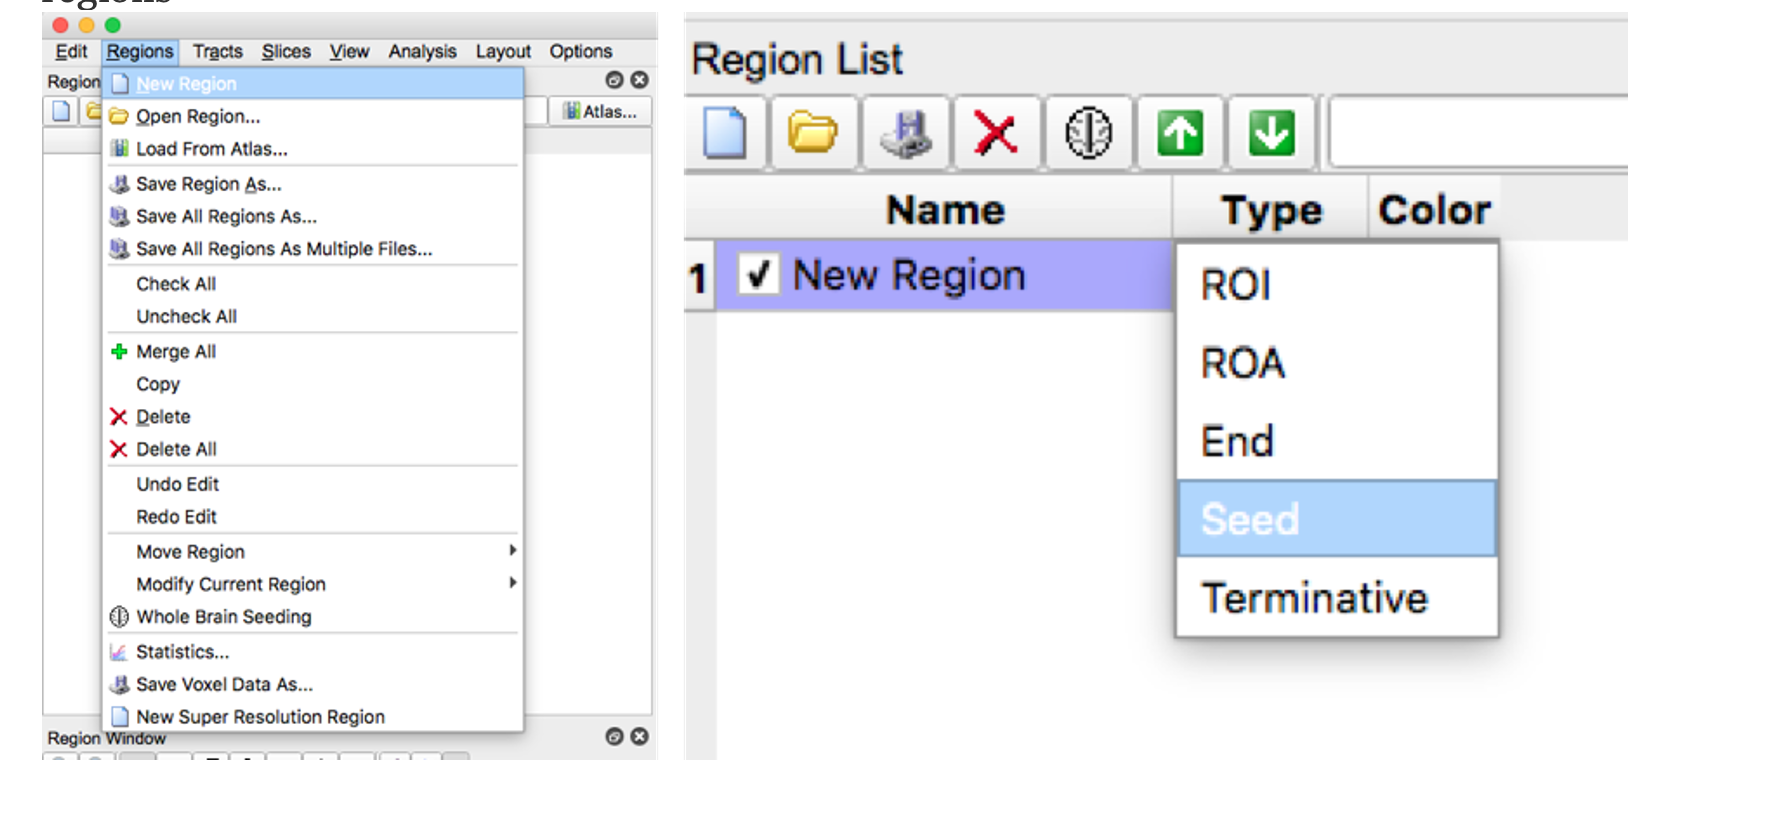 regions
Edit Regions Tracts Slices View Analysis Layout Options
Region
New Region
Atlas...
Open Region...
Load From Atlas...
Save Region As...
Save All Regions As...
Save All Regions As Multiple Files...
Check All
Uncheck All
Merge All
Copy
Delete
Delete All
Undo Edit
Redo Edit
Move Region
Modify Current Region
Whole Brain Seeding
Statistics...
Save Voxel Data As...
New Super Resolution Region
Region Window
Region List
Name Type Color
1 New Region
ROI
ROA
End
Seed
Terminative